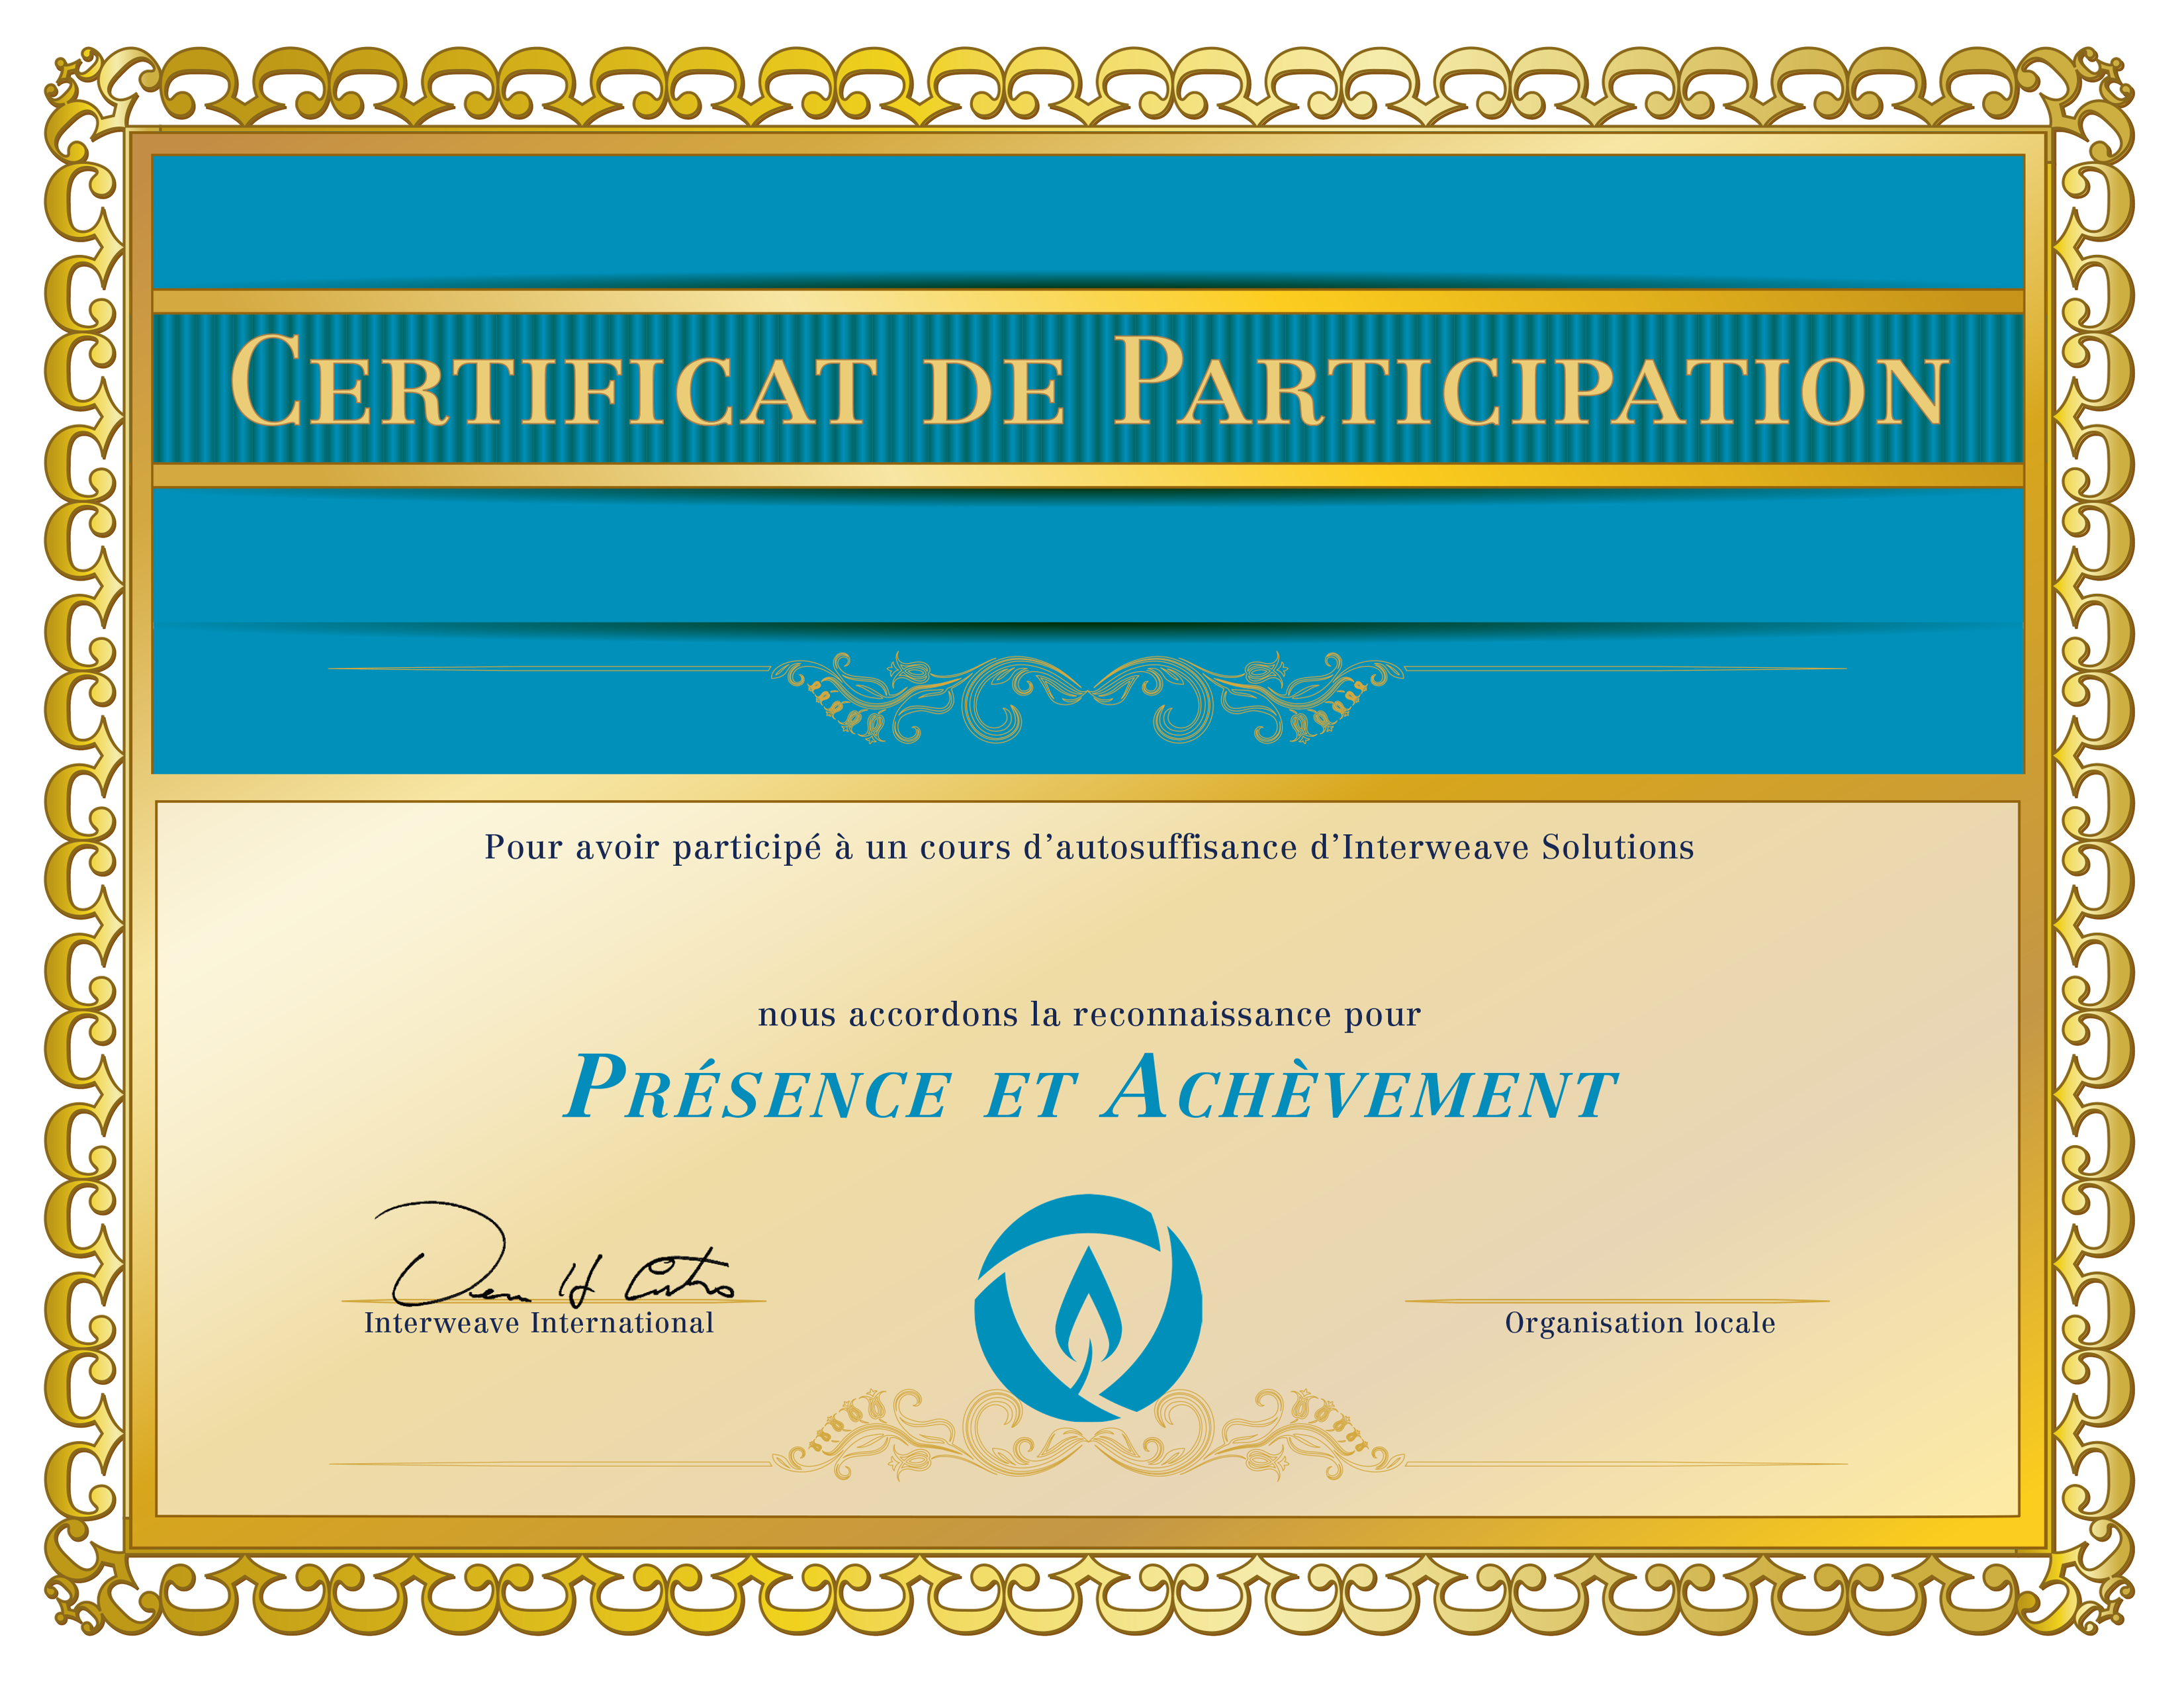 Certificat de Participation
Pour avoir participé à un cours d’autosuffisance d’Interweave Solutions
nous accordons la reconnaissance pour
Présence et Achèvement
Interweave International
Organisation locale